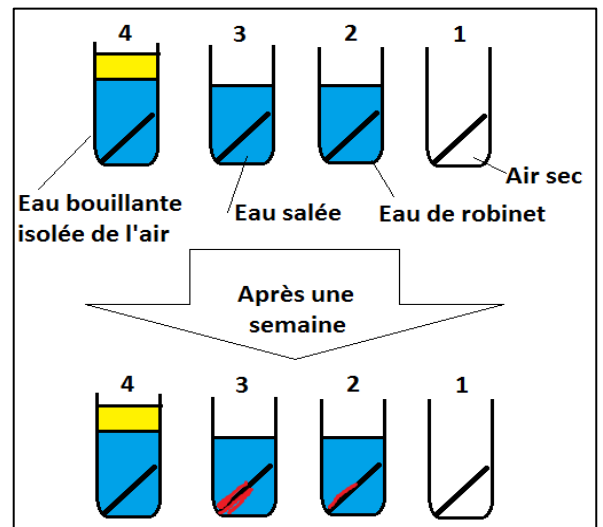 4 3 2 1
Air sec
Eau bouillante
isolée de l'air
Eau salée
Eau de robinet
Après une
semaine
4 3 2 1